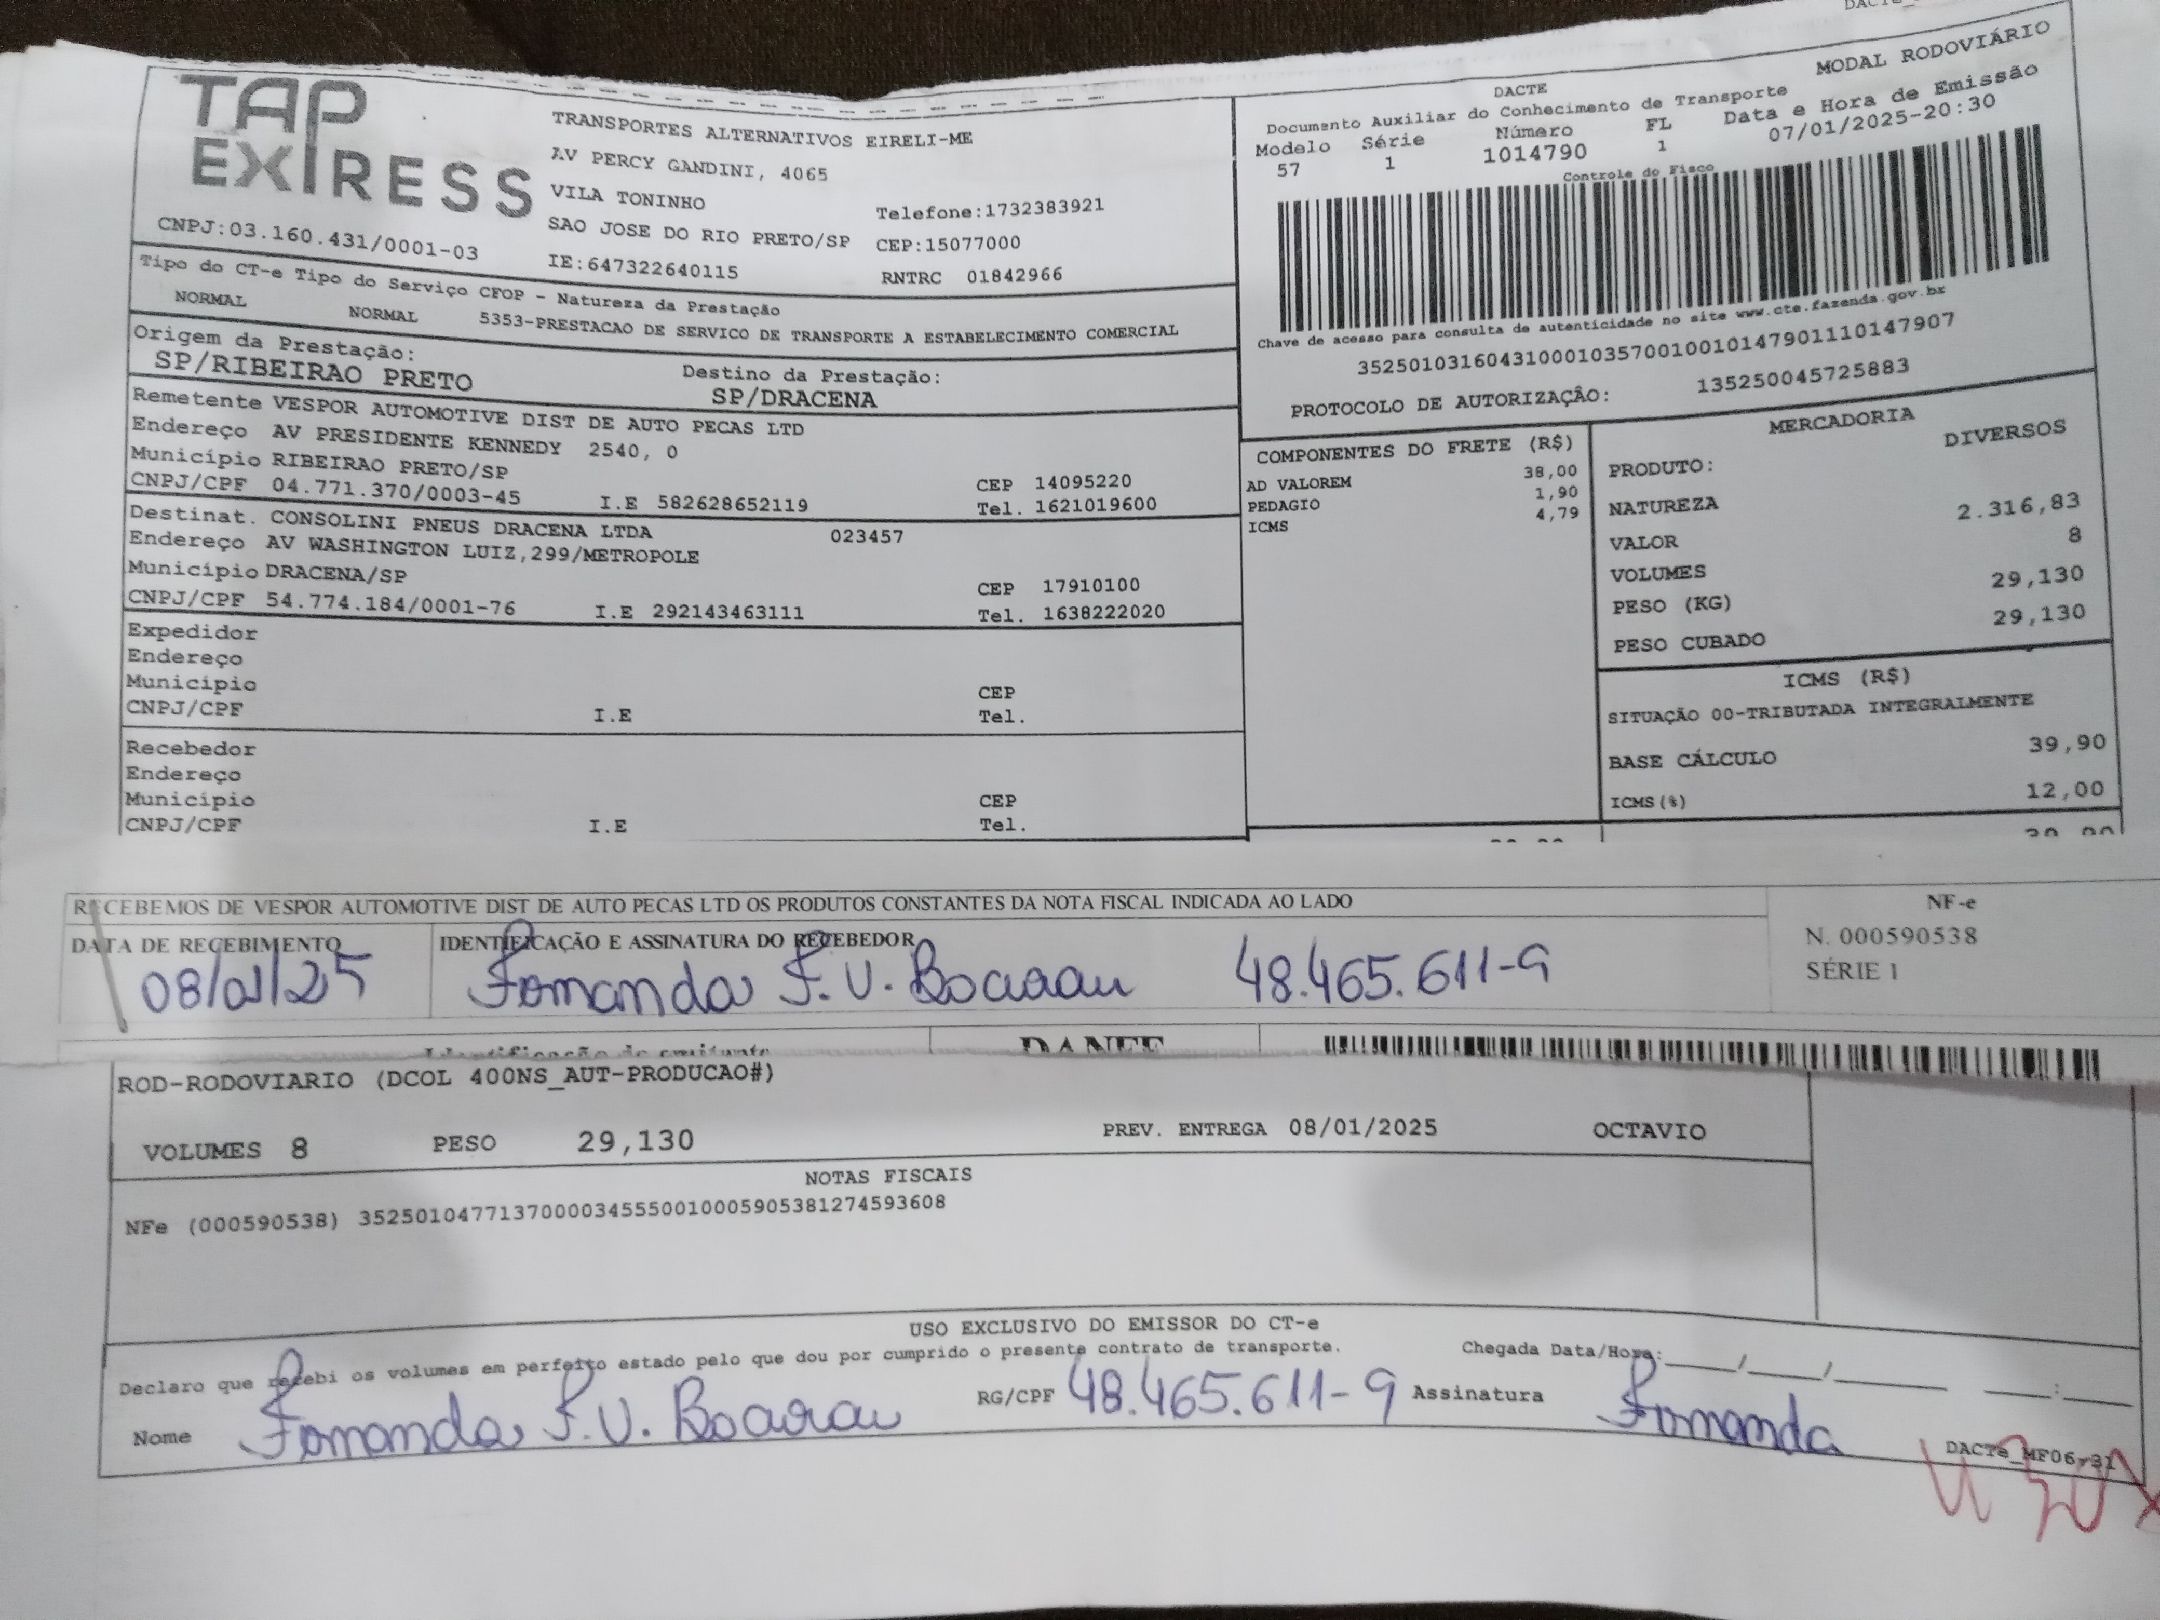 TAP
EXPRESS
CNPJ:03.160.431/0001-03
TRANSPORTES ALTERNATIVOS EIRELI-ME
AV PERCY GANDINI, 4065
VILA TONINHO
Telefone:1732383921
SAO JOSE DO RIO PRETO/SP CEP:15077000
IE:647322640115 RNTRC 01842966
MODAL RODOVIÁRIO
DACTE
Documento Auxiliar do Conhecimento de Transporte
Modelo Série Número FL Data e Hora de Emissão
57 1 1014790 1 07/01/2025-20:30
Controle do Fisco
Chave de acesso para consulta de autenticidade no site www.cte.fazenda.gov.br
35250103160431000103570010010147901110147907
PROTOCOLO DE AUTORIZAÇÂO: 135250045725883
Tipo do CT-e Tipo do Serviço CFOP - Natureza da Prestação
NORMAL NORMAL 5353-PRESTACAO DE SERVICO DE TRANSPORTE A ESTABELECIMENTO COMERCIAL
Origem da Prestação: Destino da Prestação:
SP/RIBEIRAO PRETO SP/DRACENA
Remetente VESPOR AUTOMOTIVE DIST DE AUTO PECAS LTD
Endereço AV PRESIDENTE KENNEDY 2540, 0
Município RIBEIRAO PRETO/SP CEP 14095220
CNPJ/CPF 04.771.370/0003-45 I.E 582628652119 Tel. 1621019600
Destinat. CONSOLINI PNEUS DRACENA LTDA 023457
Endereço AV WASHINGTON LUIZ,299/METROPOLE
Município DRACENA/SP CEP 17910100
CNPJ/CPF 54.774.184/0001-76 I.E 292143463111 Tel. 1638222020
Expedidor
Endereço
Município CEP
CNPJ/CPF I.E Tel.
Recebedor
Endereço
Município CEP
CNPJ/CPF I.E Tel.
COMPONENTES DO FRETE (R$)
AD VALOREM 38,00
PEDAGIO 1,90
ICMS 4,79
MERCADORIA
PRODUTO: DIVERSOS
NATUREZA
VALOR 2.316,83
VOLUMES 8
PESO (KG) 29,130
PESO CUBADO 29,130
ICMS (R$)
SITUAÇÃO 00-TRIBUTADA INTEGRALMENTE
BASE CÁLCULO 39,90
ICMS(%) 12,00
RECEBEMOS DE VESPOR AUTOMOTIVE DIST DE AUTO PECAS LTD OS PRODUTOS CONSTANTES DA NOTA FISCAL INDICADA AO LADO
NF-e
N. 000590538
SÉRIE 1
DATA DE RECEBIMENTO IDENTIFICAÇÃO E ASSINATURA DO RECEBEDOR
08/01/25 Fernanda F. V. 48.465.611-9
Identificação do emitente DANFE
ROD-RODOVIARIO (DCOL 400NS_AUT-PRODUCAO#)
VOLUMES 8 PESO 29,130 PREV. ENTREGA 08/01/2025 OCTAVIO
NOTAS FISCAIS
NFe (000590538) 35250104771370000345550010005905381274593608
USO EXCLUSIVO DO EMISSOR DO CT-e
Declaro que recebi os volumes em perfeito estado pelo que dou por cumprido o presente contrato de transporte. Chegada Data/Hora:____/____/____ ____:____
Nome Fernanda F. V. RG/CPF 48.465.611-9 Assinatura Fernanda
DACTe_MF06r31